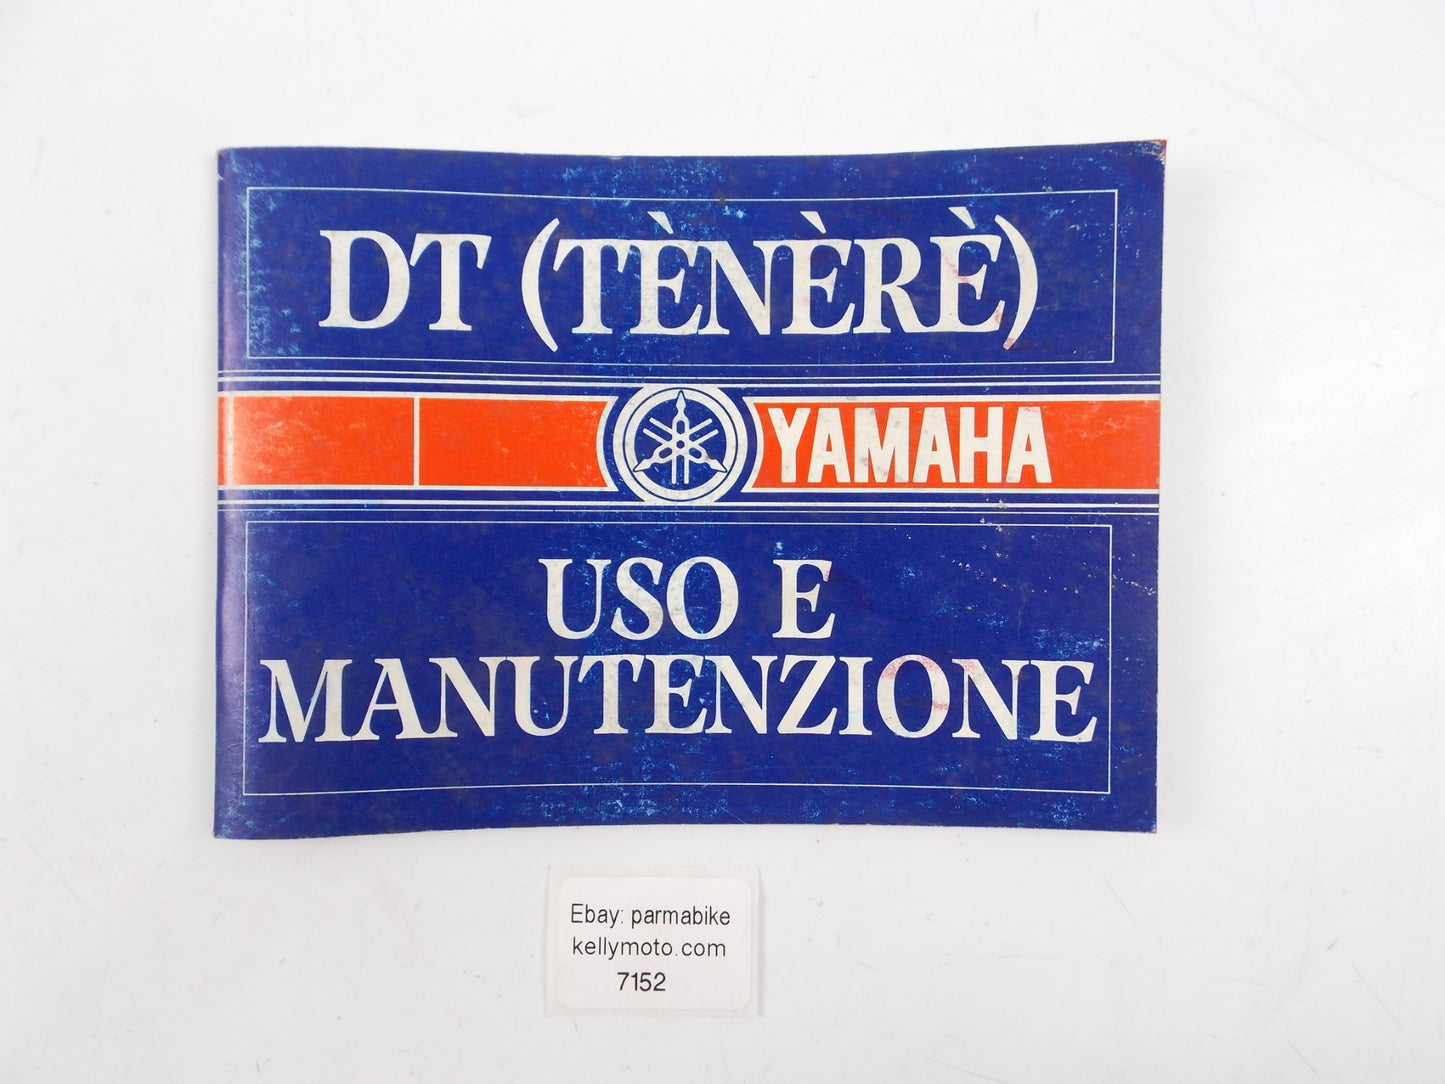 DT (TÈNÈRÈ)
YAMAHA
USO E
MANUTENZIONE
Ebay: parmabike
kellymoto.com
7152